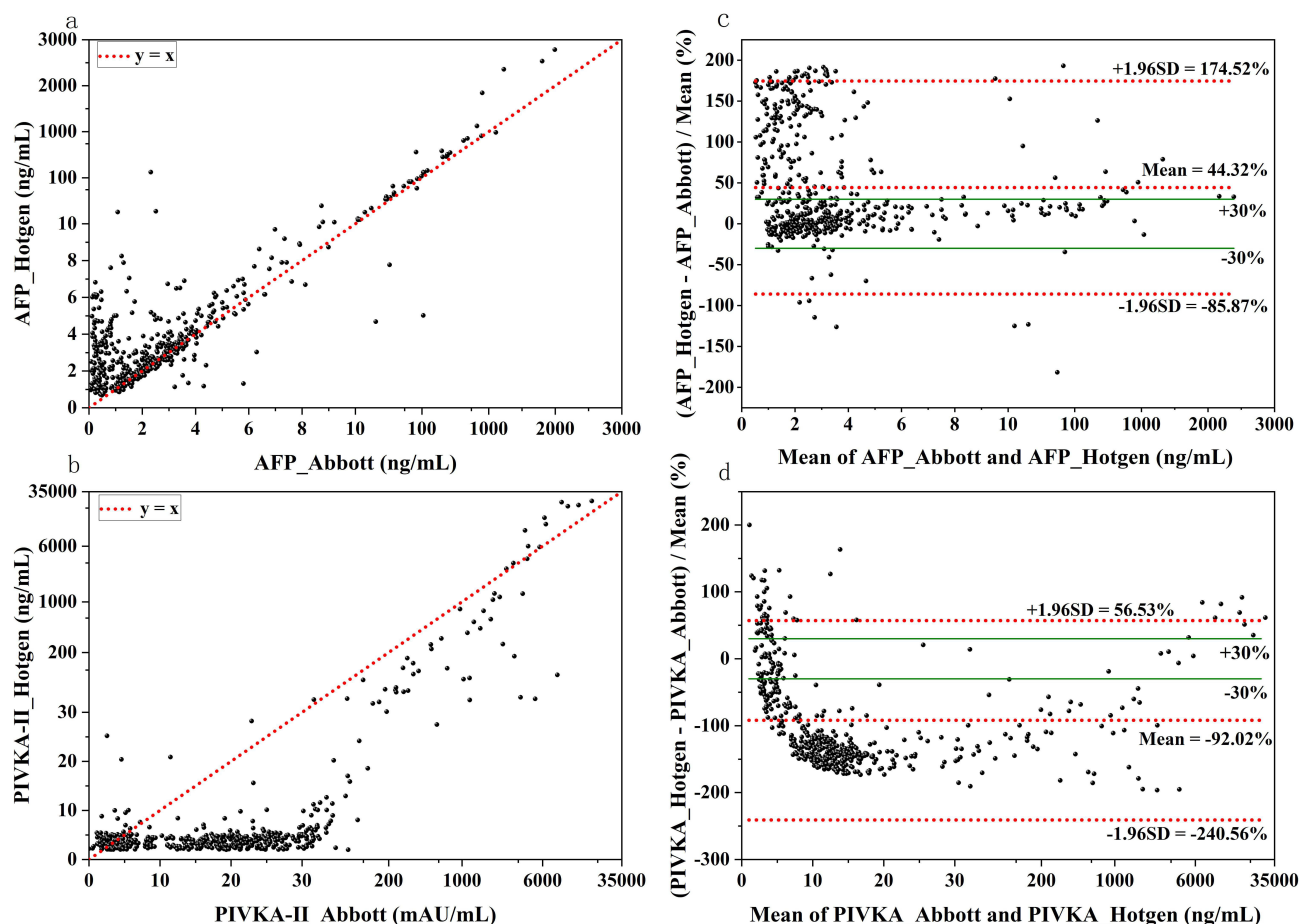 a
y = x
3000
2000
1000
100
10
8
6
4
2
0
AFP_Hotgen (ng/mL)
0 2 4 6 8 10 100 1000 2000 3000
AFP_Abbott (ng/mL)
c
200
150
100
50
0
-50
-100
-150
-200
(AFP_Hotgen - AFP_Abbott) / Mean (%)
+1.96SD = 174.52%
Mean = 44.32%
+30%
-30%
-1.96SD = -85.87%
0 2 4 6 8 10 100 1000 3000
Mean of AFP_Abbott and AFP_Hotgen (ng/mL)
b
y = x
35000
6000
1000
200
30
20
10
0
PIVKA-II_Hotgen (ng/mL)
0 10 20 30 200 1000 6000 35000
PIVKA-II_Abbott (mAU/mL)
d
200
100
0
-100
-200
-300
(PIVKA_Hotgen - PIVKA_Abbott) / Mean (%)
+1.96SD = 56.53%
+30%
-30%
Mean = -92.02%
-1.96SD = -240.56%
0 10 20 30 200 1000 6000 35000
Mean of PIVKA_Abbott and PIVKA_Hotgen (ng/mL)